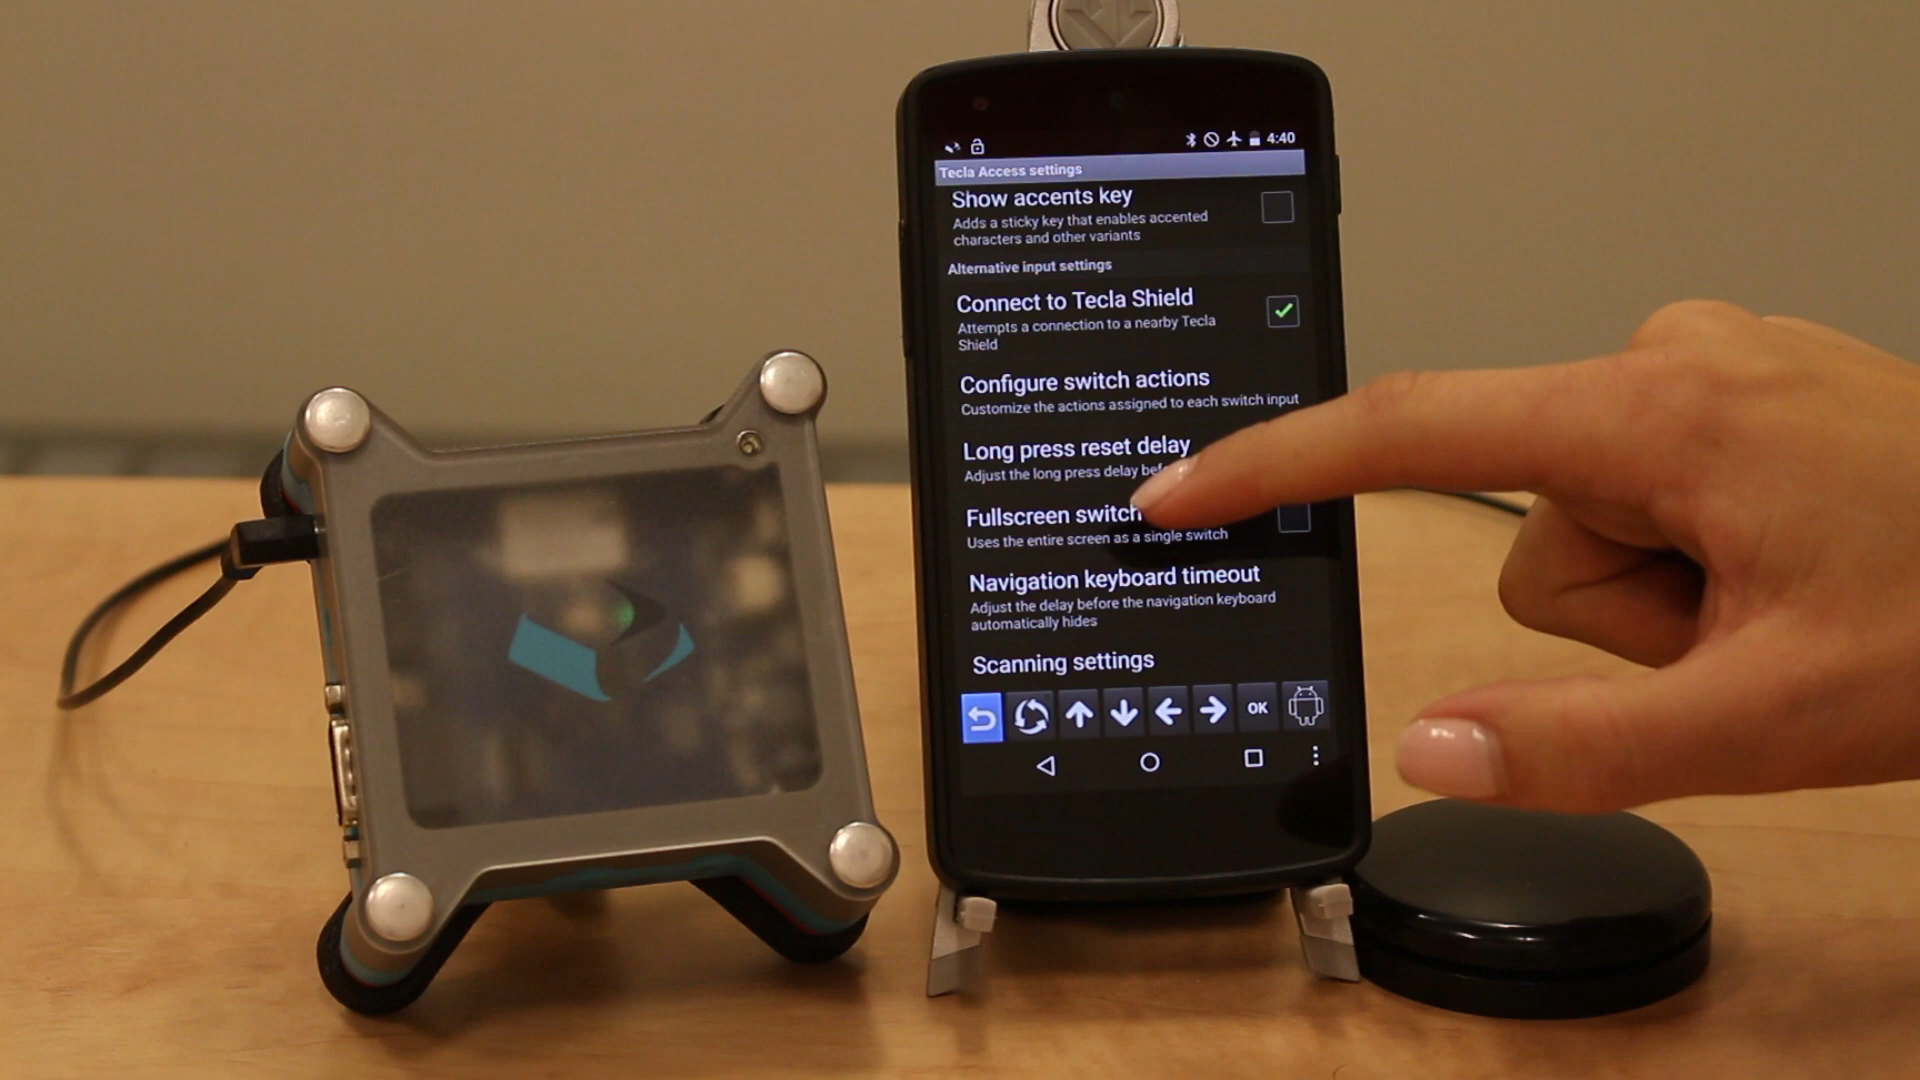 4:40
Tecla Access settings
Show accents key
Adds a sticky key that enables accented
characters and other variants
Alternative input settings
Connect to Tecla Shield
Attempts a connection to a nearby Tecla
Shield
Configure switch actions
Customize the actions assigned to each switch input
Long press reset delay
Adjust the long press delay
Fullscreen switch
Uses the entire screen as a single switch
Navigation keyboard timeout
Adjust the delay before the navigation keyboard
automatically hides
Scanning settings
OK